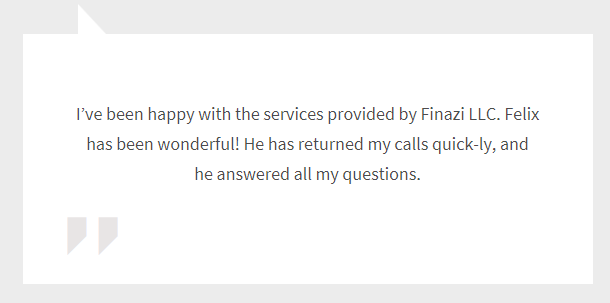 I’ve been happy with the services provided by Finazi LLC. Felix
has been wonderful! He has returned my calls quick-ly, and
he answered all my questions.